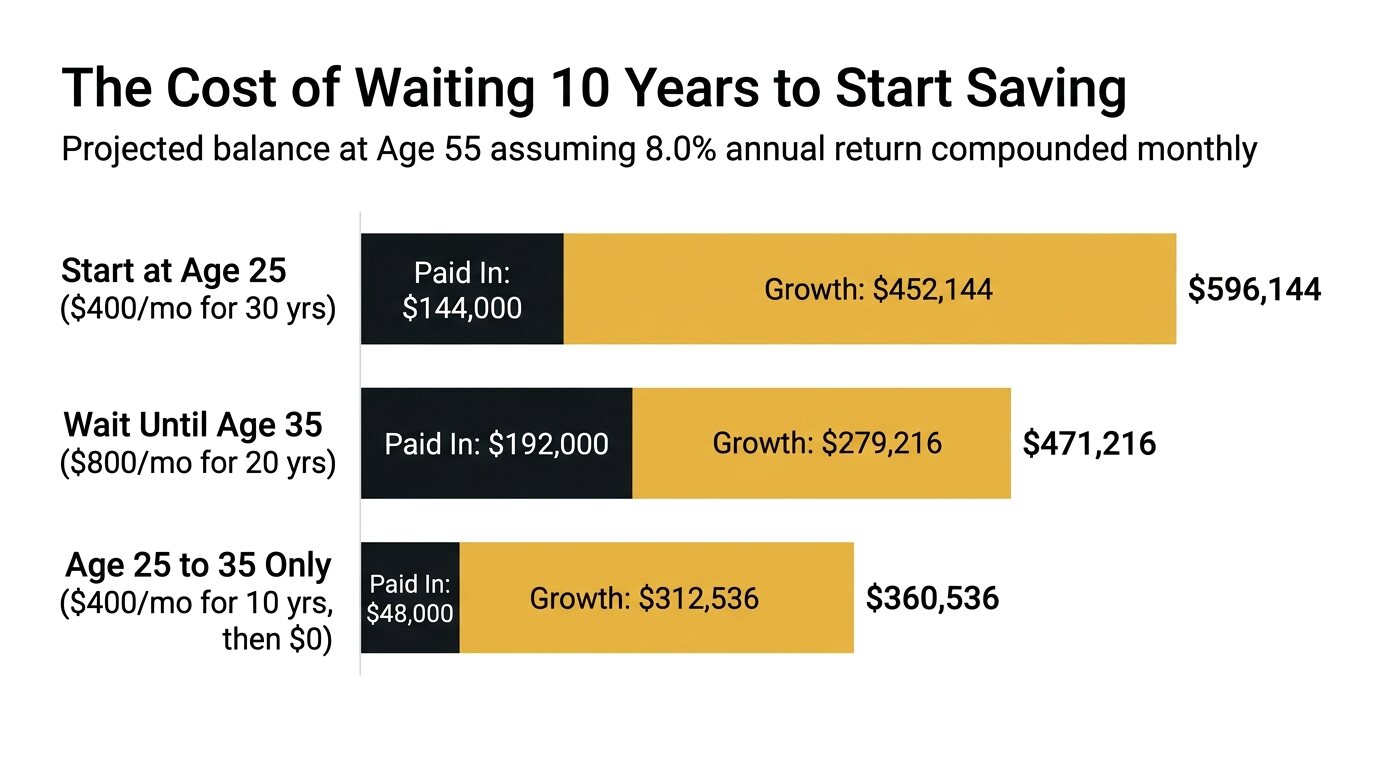 The Cost of Waiting 10 Years to Start Saving
Projected balance at Age 55 assuming 8.0% annual return compounded monthly
Start at Age 25
($400/mo for 30 yrs)
Paid In:
$144,000
Growth: $452,144
$596,144
Wait Until Age 35
($800/mo for 20 yrs)
Paid In: $192,000
Growth: $279,216
$471,216
Age 25 to 35 Only
($400/mo for 10 yrs,
then $0)
Paid In:
$48,000
Growth: $312,536
$360,536